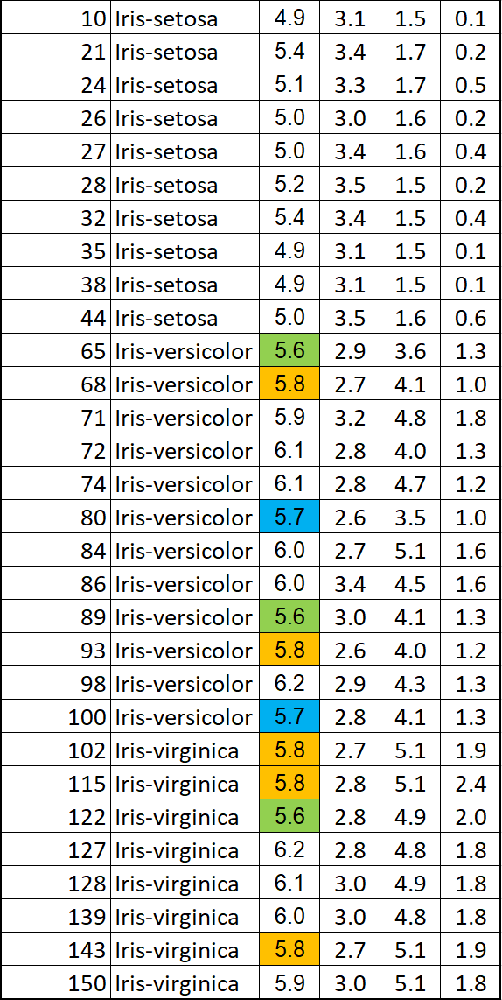 10 Iris-setosa 4.9 3.1 1.5 0.1
21 Iris-setosa 5.4 3.4 1.7 0.2
24 Iris-setosa 5.1 3.3 1.7 0.5
26 Iris-setosa 5.0 3.0 1.6 0.2
27 Iris-setosa 5.0 3.4 1.6 0.4
28 Iris-setosa 5.2 3.5 1.5 0.2
32 Iris-setosa 5.4 3.4 1.5 0.4
35 Iris-setosa 4.9 3.1 1.5 0.1
38 Iris-setosa 4.9 3.1 1.5 0.1
44 Iris-setosa 5.0 3.5 1.6 0.6
65 Iris-versicolor 5.6 2.9 3.6 1.3
68 Iris-versicolor 5.8 2.7 4.1 1.0
71 Iris-versicolor 5.9 3.2 4.8 1.8
72 Iris-versicolor 6.1 2.8 4.0 1.3
74 Iris-versicolor 6.1 2.8 4.7 1.2
80 Iris-versicolor 5.7 2.6 3.5 1.0
84 Iris-versicolor 6.0 2.7 5.1 1.6
86 Iris-versicolor 6.0 3.4 4.5 1.6
89 Iris-versicolor 5.6 3.0 4.1 1.3
93 Iris-versicolor 5.8 2.6 4.0 1.2
98 Iris-versicolor 6.2 2.9 4.3 1.3
100 Iris-versicolor 5.7 2.8 4.1 1.3
102 Iris-virginica 5.8 2.7 5.1 1.9
115 Iris-virginica 5.8 2.8 5.1 2.4
122 Iris-virginica 5.6 2.8 4.9 2.0
127 Iris-virginica 6.2 2.8 4.8 1.8
128 Iris-virginica 6.1 3.0 4.9 1.8
139 Iris-virginica 6.0 3.0 4.8 1.8
143 Iris-virginica 5.8 2.7 5.1 1.9
150 Iris-virginica 5.9 3.0 5.1 1.8